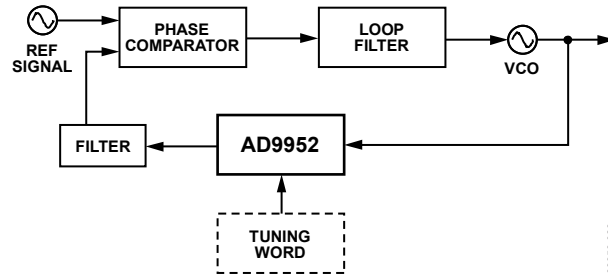 REF
SIGNAL
PHASE
COMPARATOR
LOOP
FILTER
VCO
FILTER
AD9952
TUNING
WORD